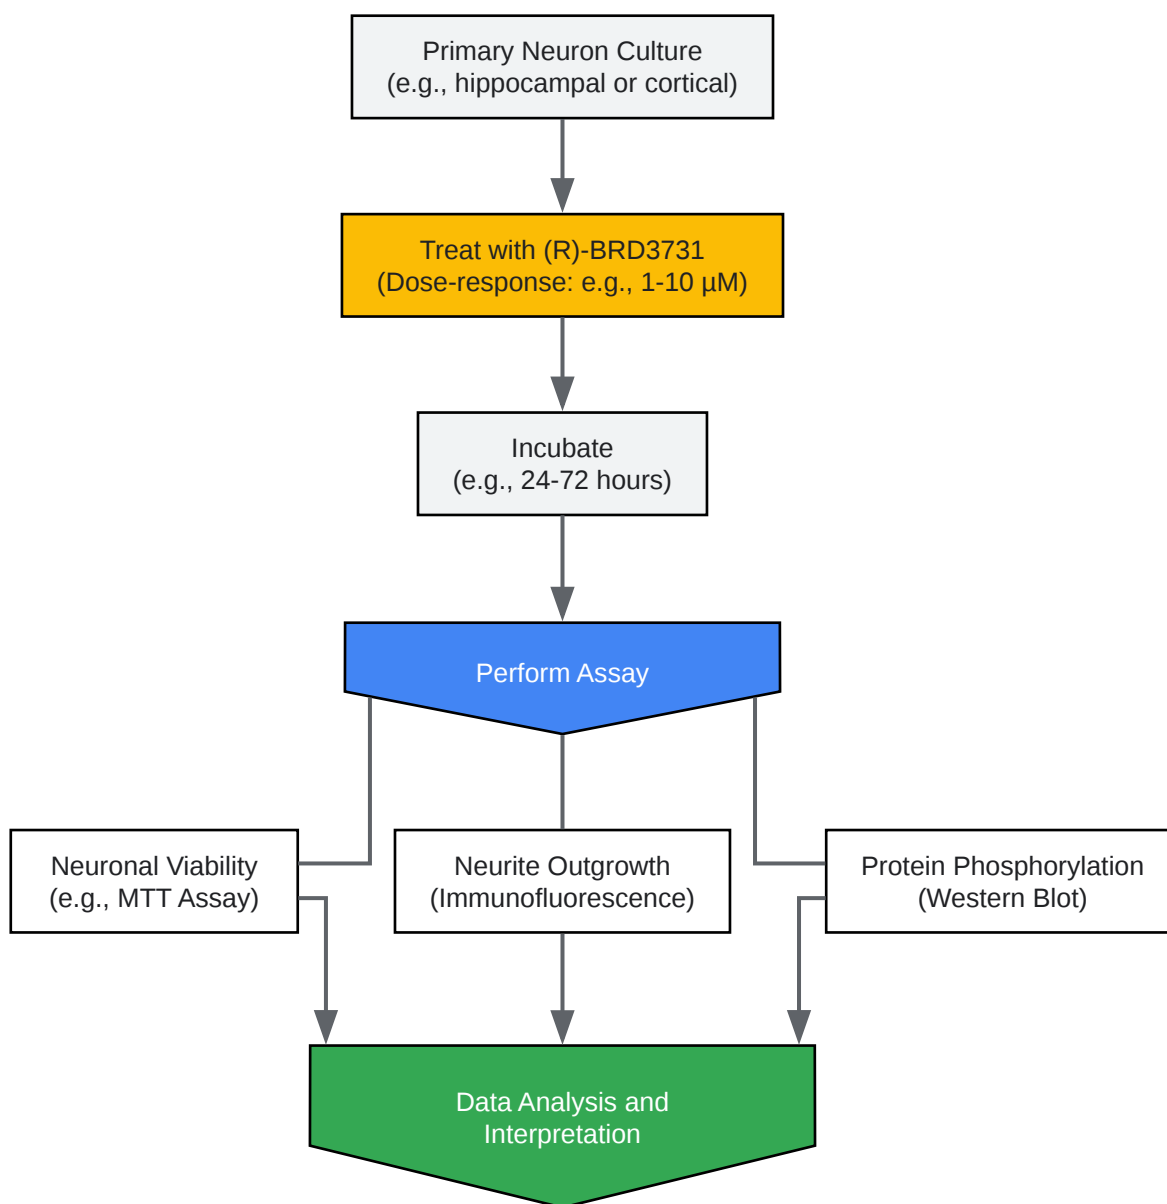 Primary Neuron Culture
(e.g., hippocampal or cortical)
Treat with (R)-BRD3731
(Dose-response: e.g., 1-10 µM)
Incubate
(e.g., 24-72 hours)
Perform Assay
Neuronal Viability
(e.g., MTT Assay)
Neurite Outgrowth
(Immunofluorescence)
Protein Phosphorylation
(Western Blot)
Data Analysis and
Interpretation